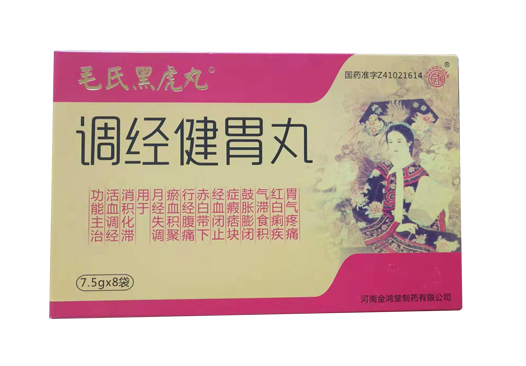 毛氏黑虎丸
国药准字Z41021614
®
调经健胃丸
功能主治
活血调经
消积化滞
用于
月经失调
瘀血积聚
行经腹痛
赤白带下
经血闭止
症瘕痞块
鼓胀膨闷
气滞食积
红白痢疾
胃气疼痛
7.5gx8袋
河南金鸿堂制药有限公司